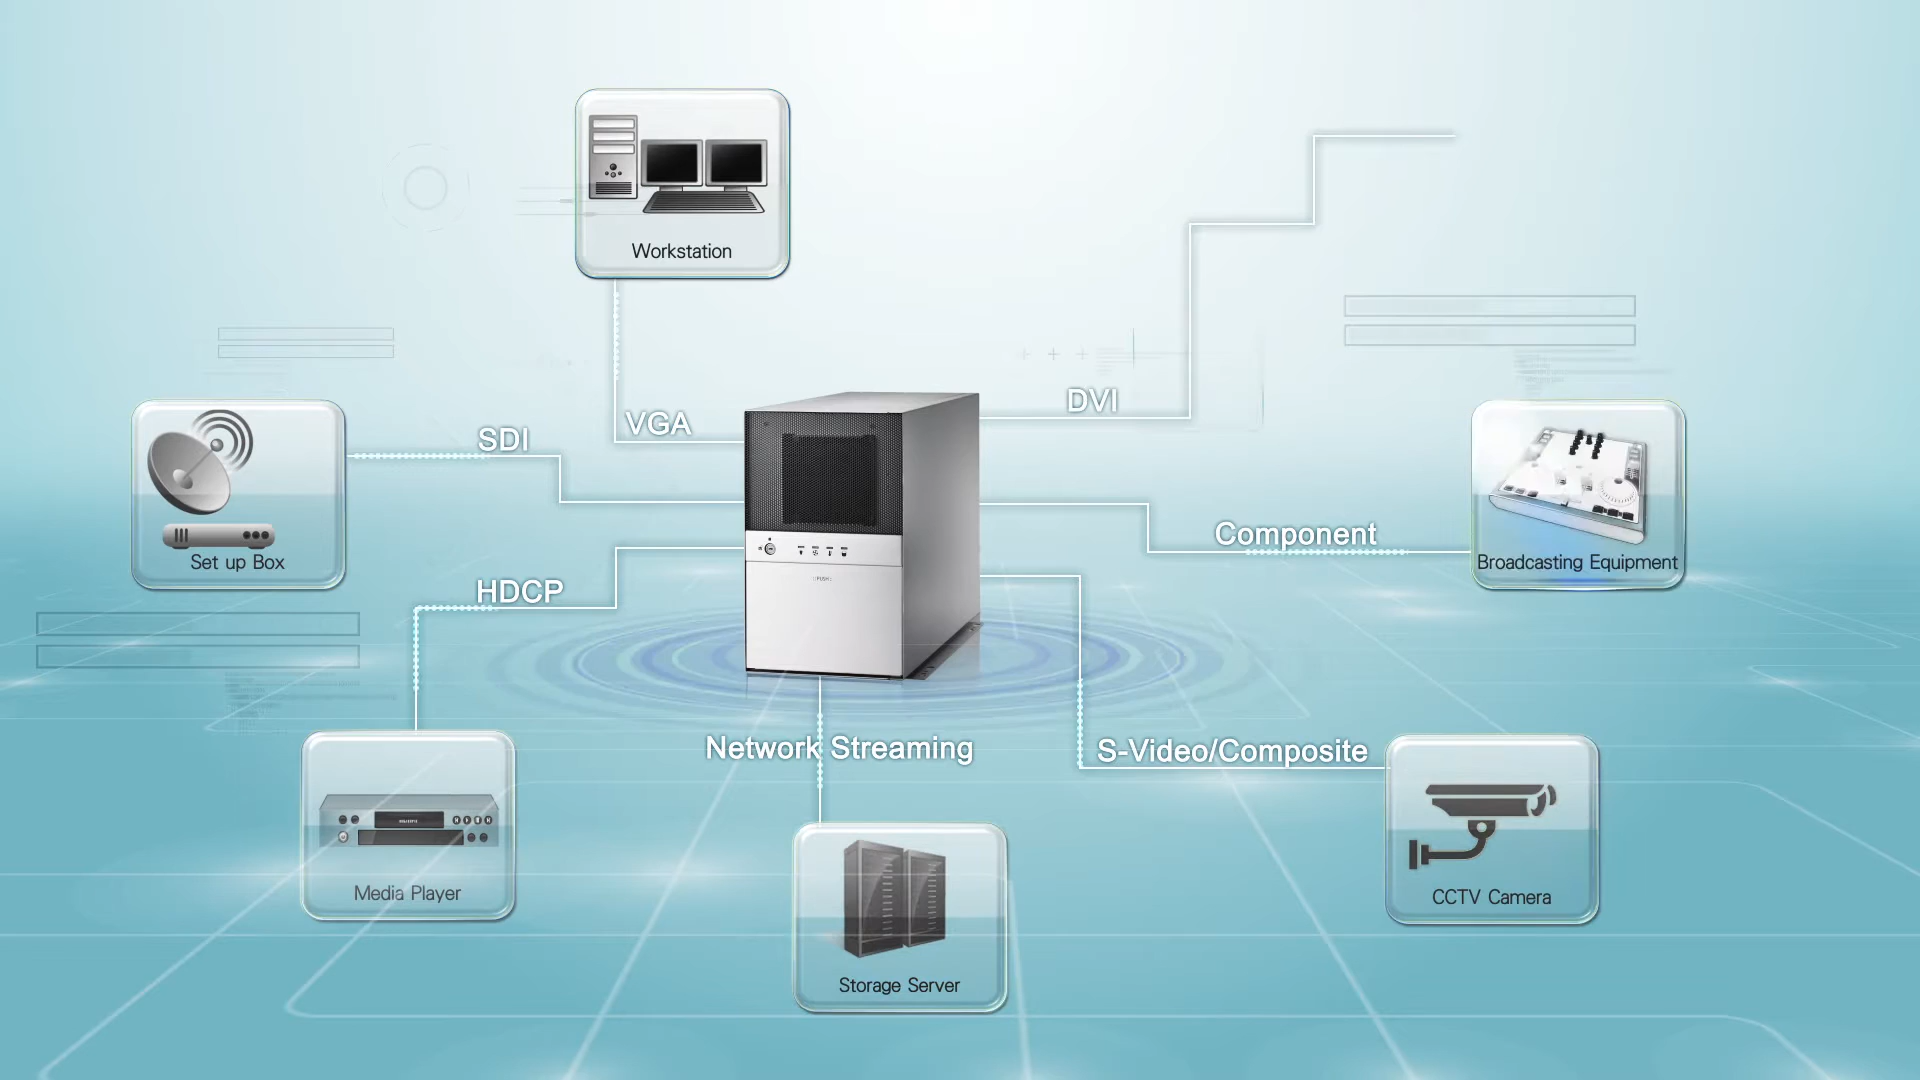 Workstation
DVI
VGA
SDI
Component
Set up Box
Broadcasting Equipment
HDCP
:: PUSH ::
Network Streaming
S-Video/Composite
Media Player
CCTV Camera
Storage Server